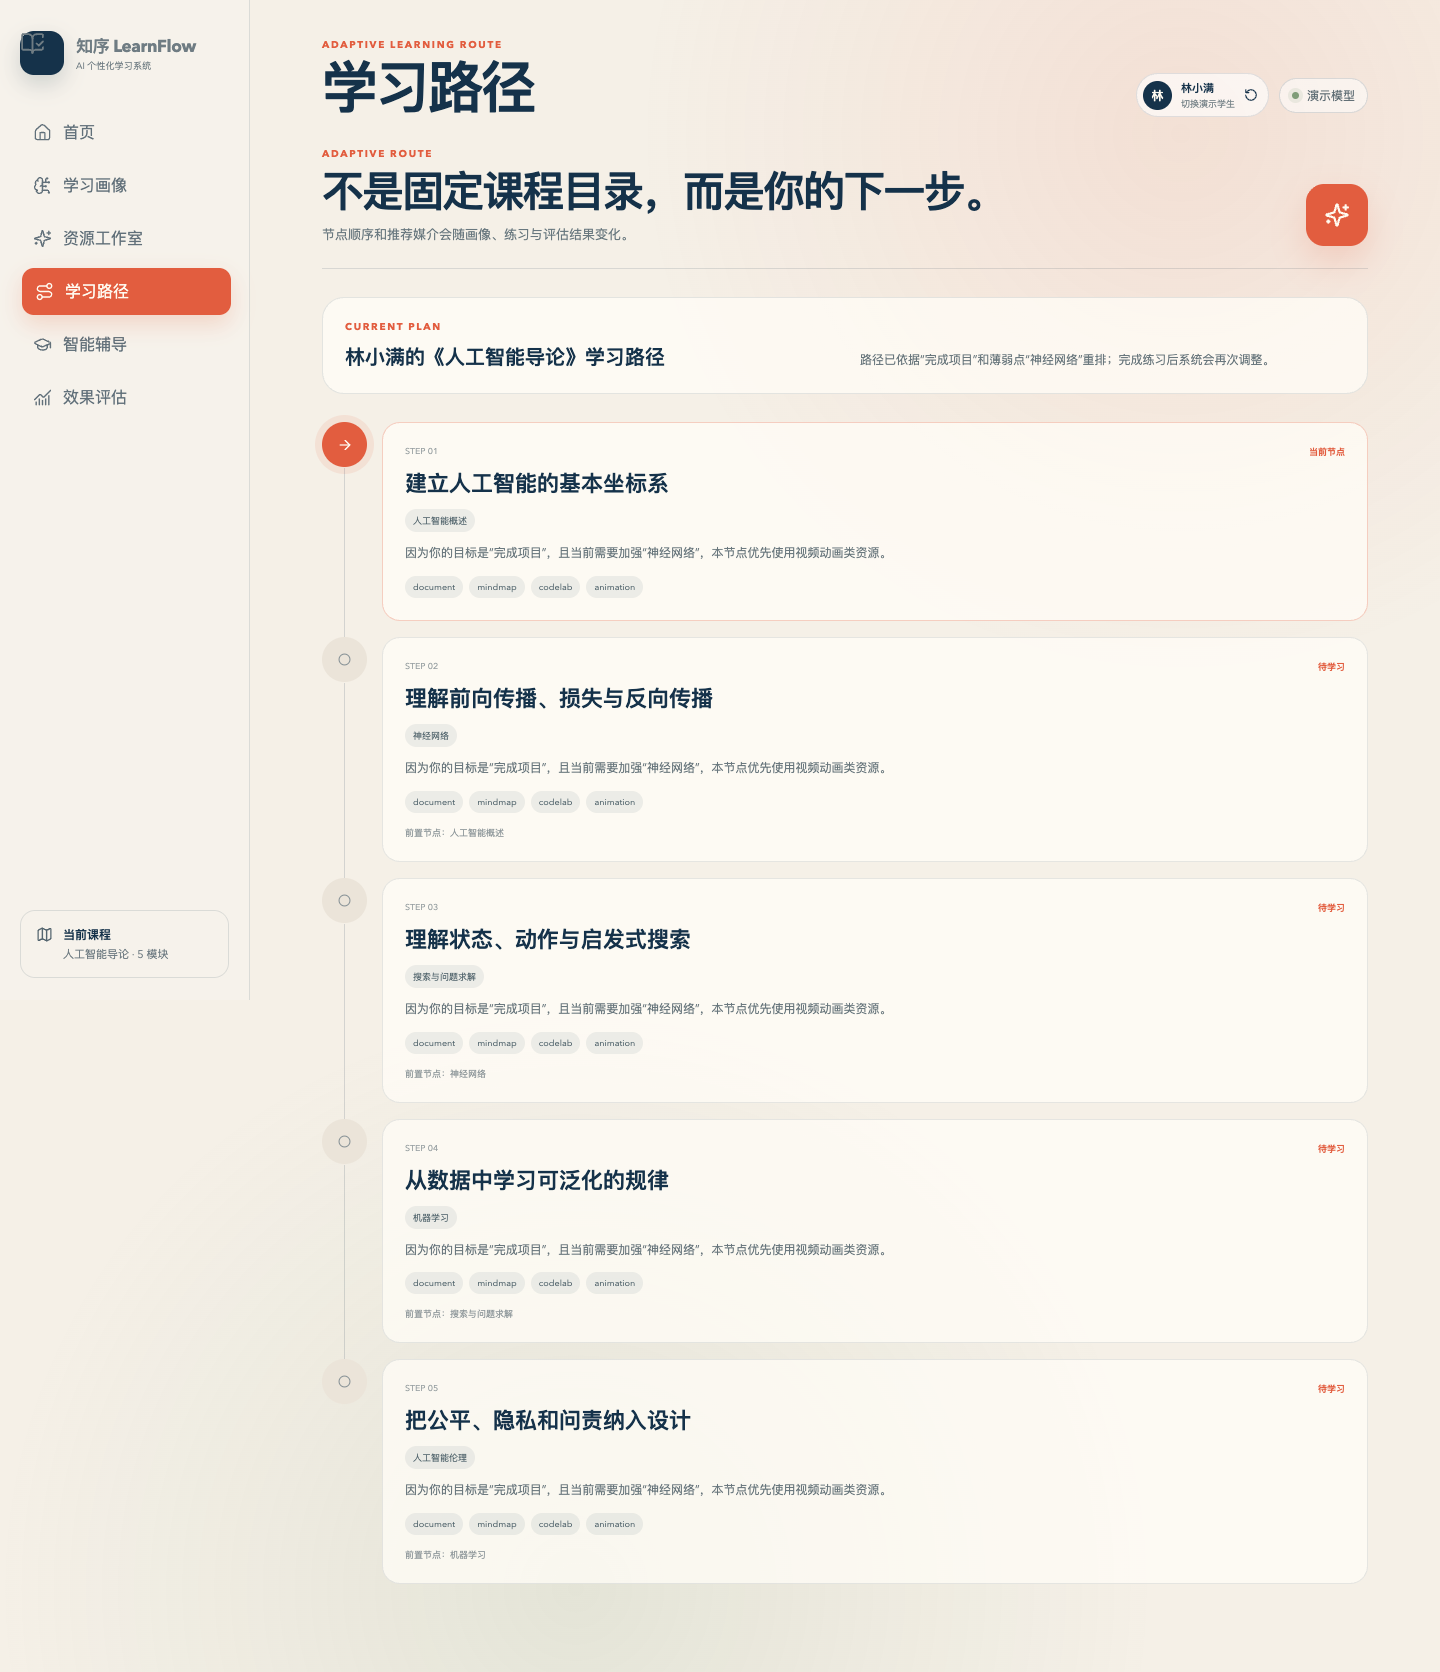 知序 LearnFlow
AI 个性化学习系统
首页
学习画像
资源工作室
学习路径
智能辅导
效果评估
当前课程
人工智能导论 · 5 模块
ADAPTIVE LEARNING ROUTE
学习路径
林
林小满
切换演示学生
演示模型
ADAPTIVE ROUTE
不是固定课程目录，而是你的下一步。
节点顺序和推荐媒介会随画像、练习与评估结果变化。
CURRENT PLAN
林小满的《人工智能导论》学习路径
路径已依据“完成项目”和薄弱点“神经网络”重排；完成练习后系统会再次调整。
STEP 01
当前节点
建立人工智能的基本坐标系
人工智能概述
因为你的目标是“完成项目”，且当前需要加强“神经网络”，本节点优先使用视频动画类资源。
document mindmap codelab animation
STEP 02
待学习
理解前向传播、损失与反向传播
神经网络
因为你的目标是“完成项目”，且当前需要加强“神经网络”，本节点优先使用视频动画类资源。
document mindmap codelab animation
前置节点：人工智能概述
STEP 03
待学习
理解状态、动作与启发式搜索
搜索与问题求解
因为你的目标是“完成项目”，且当前需要加强“神经网络”，本节点优先使用视频动画类资源。
document mindmap codelab animation
前置节点：神经网络
STEP 04
待学习
从数据中学习可泛化的规律
机器学习
因为你的目标是“完成项目”，且当前需要加强“神经网络”，本节点优先使用视频动画类资源。
document mindmap codelab animation
前置节点：搜索与问题求解
STEP 05
待学习
把公平、隐私和问责纳入设计
人工智能伦理
因为你的目标是“完成项目”，且当前需要加强“神经网络”，本节点优先使用视频动画类资源。
document mindmap codelab animation
前置节点：机器学习